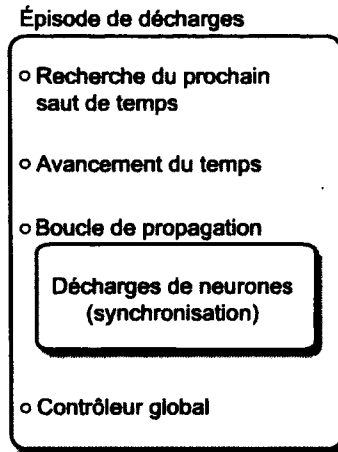 Épisode de décharges
o Recherche du prochain
saut de temps
o Avancement du temps
o Boucle de propagation
Décharges de neurones
(synchronisation)
o Contrôleur global